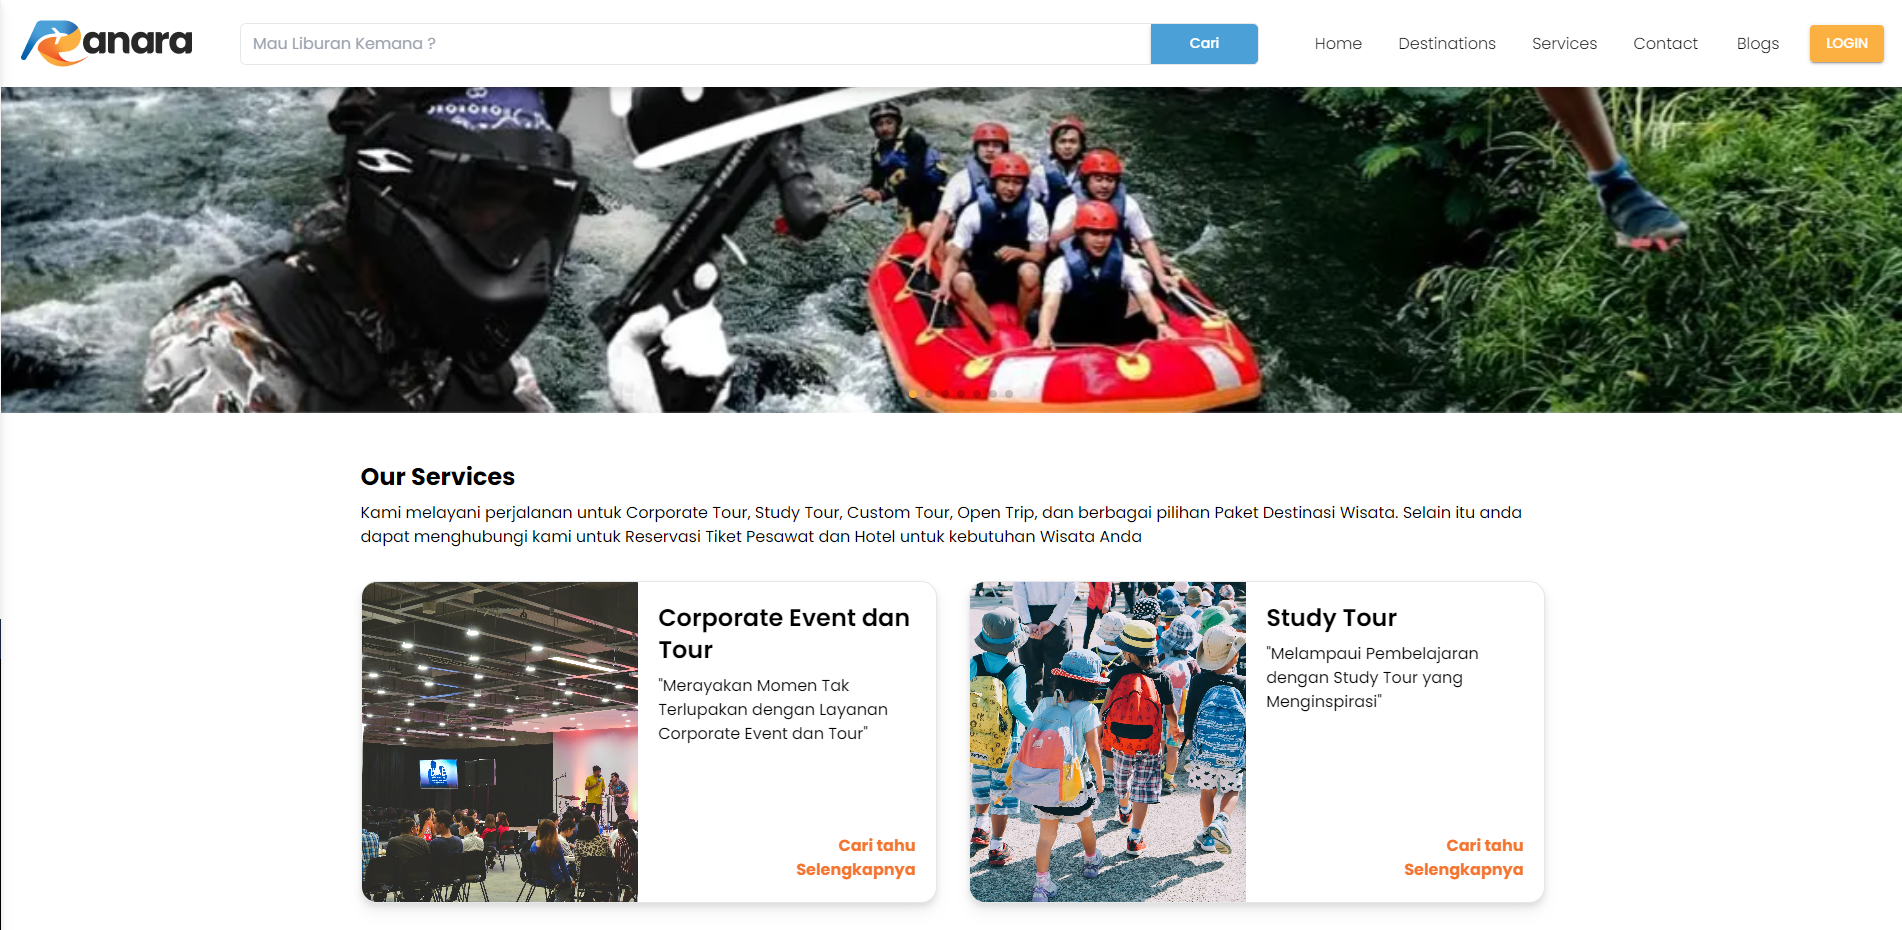 Ranara
Mau Liburan Kemana ?
Cari
Home
Destinations
Services
Contact
Blogs
LOGIN
Our Services
Kami melayani perjalanan untuk Corporate Tour, Study Tour, Custom Tour, Open Trip, dan berbagai pilihan Paket Destinasi Wisata. Selain itu anda
dapat menghubungi kami untuk Reservasi Tiket Pesawat dan Hotel untuk kebutuhan Wisata Anda
Corporate Event dan
Tour
"Merayakan Momen Tak
Terlupakan dengan Layanan
Corporate Event dan Tour"
Cari tahu
Selengkapnya
Study Tour
"Melampaui Pembelajaran
dengan Study Tour yang
Menginspirasi"
Cari tahu
Selengkapnya